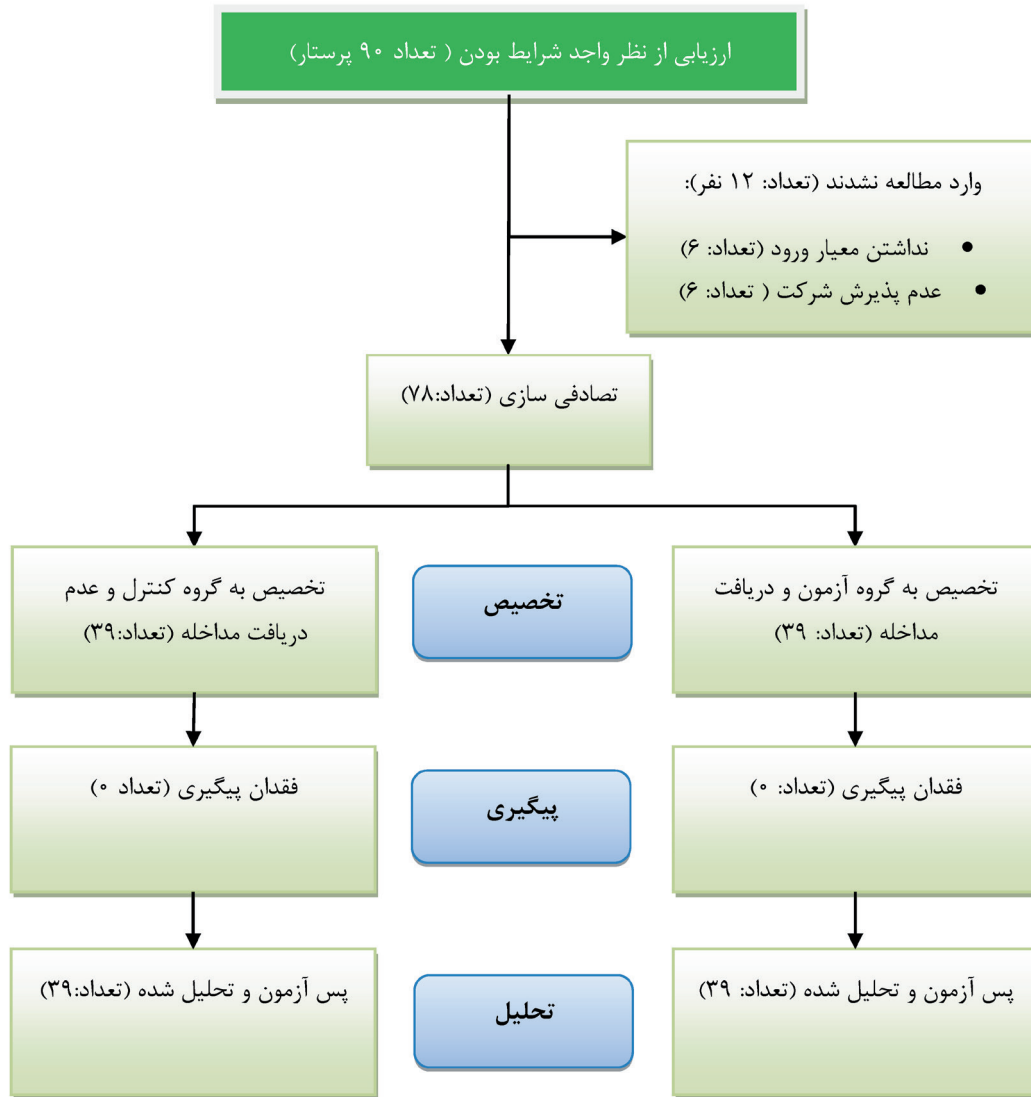 ارزیابی از نظر واجد شرایط بودن ( تعداد ۹۰ پرستار)
وارد مطالعه نشدند (تعداد: ۱۲ نفر):
• نداشتن معیار ورود (تعداد: ۶)
• عدم پذیرش شرکت ( تعداد: ۶)
تصادفی سازی (تعداد:۷۸)
تخصیص به گروه آزمون و دریافت
مداخله (تعداد: ۳۹)
تخصیص
تخصیص به گروه کنترل و عدم
دریافت مداخله (تعداد:۳۹)
فقدان پیگیری (تعداد: ۰)
پیگیری
فقدان پیگیری (تعداد ۰)
پس آزمون و تحلیل شده (تعداد: ۳۹)
تحلیل
پس آزمون و تحلیل شده (تعداد:۳۹)